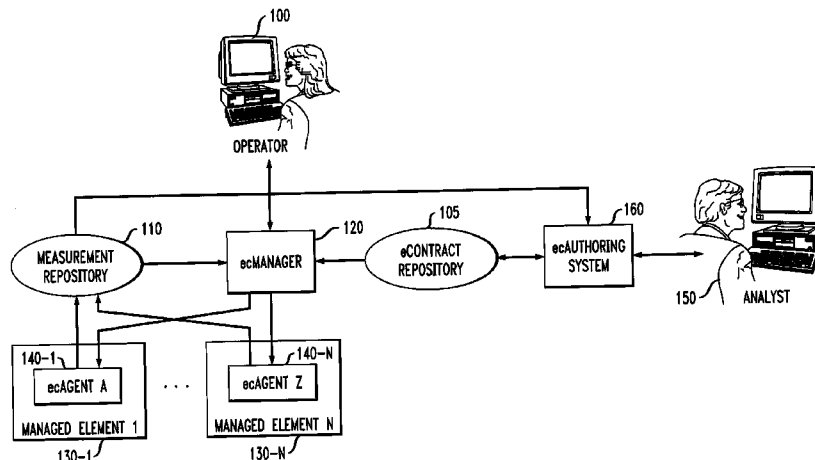 100
OPERATOR
110
MEASUREMENT
REPOSITORY
120
ecMANAGER
105
eCONTRACT
REPOSITORY
160
ecAUTHORING
SYSTEM
150
ANALYST
140-1
ecAGENT A
MANAGED ELEMENT 1
130-1
. . .
140-N
ecAGENT Z
MANAGED ELEMENT N
130-N